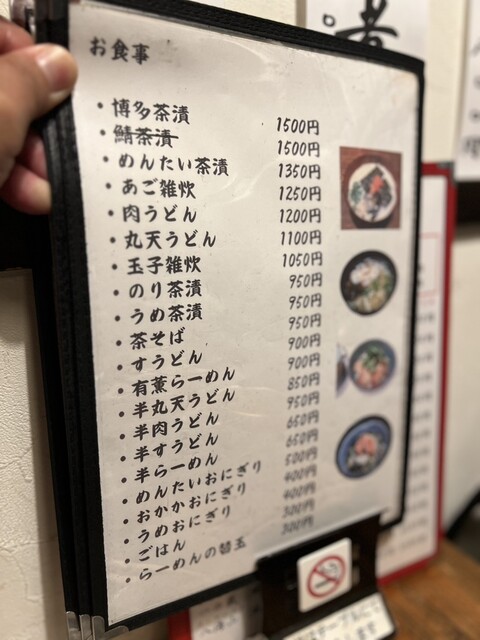 お食事
・博多茶漬 1500円
・鯖茶漬 1500円
・めんたい茶漬 1350円
・あご雑炊 1250円
・肉うどん 1200円
・丸天うどん 1100円
・玉子雑炊 1050円
・のり茶漬 950円
・うめ茶漬 950円
・茶そば 950円
・すうどん 900円
・有薫らーめん 900円
・半丸天うどん 850円
・半肉うどん 950円
・半すうどん 650円
・半らーめん 650円
・めんたいおにぎり 500円
・おかかおにぎり 400円
・うめおにぎり 400円
・ごはん 300円
・らーめんの替玉 300円